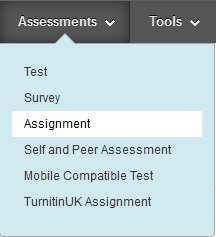 Assessments Tools
Test
Survey
Assignment
Self and Peer Assessment
Mobile Compatible Test
TurnitinUK Assignment